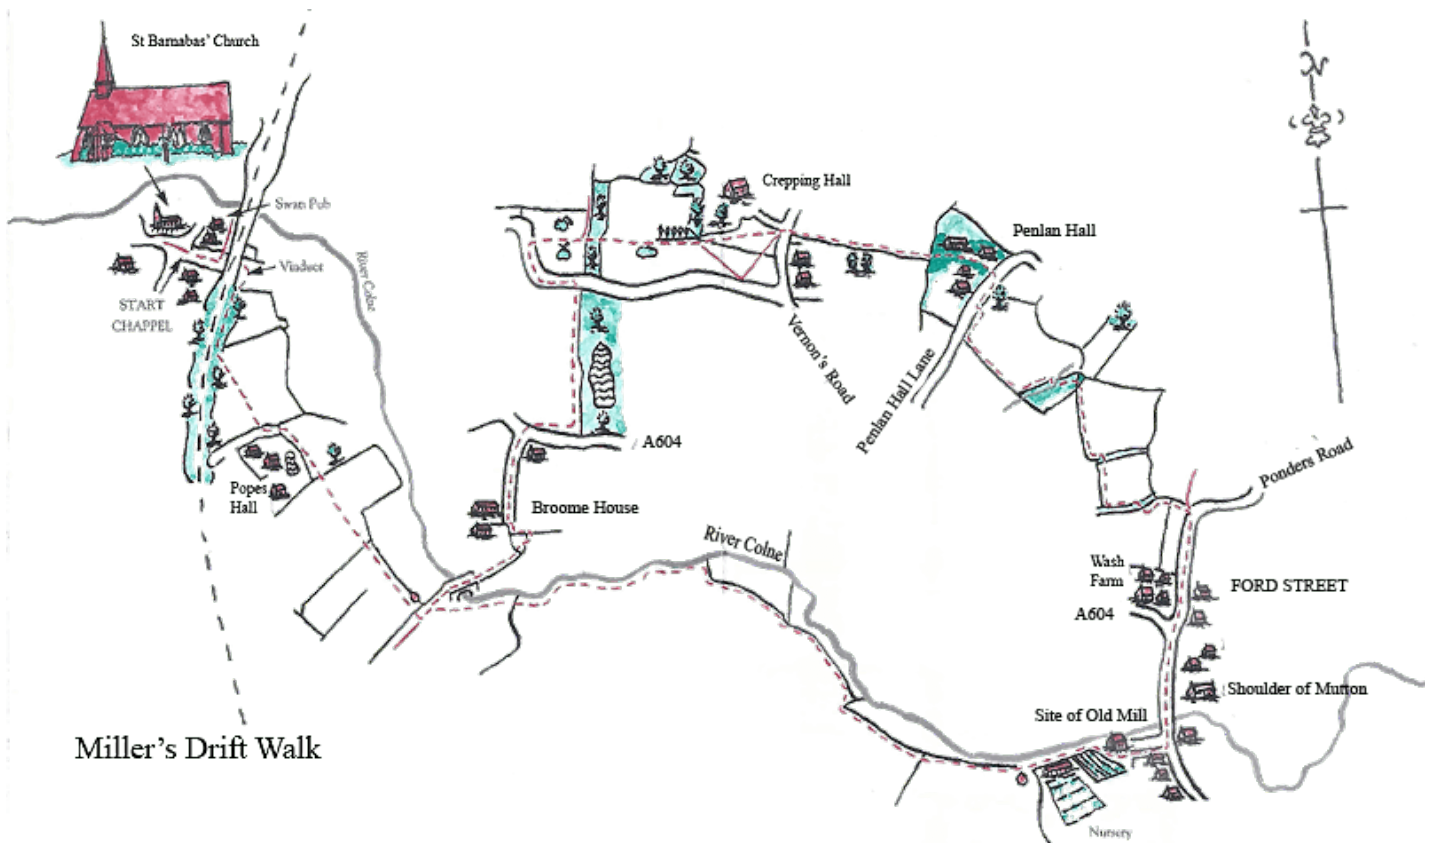 St Barnabas' Church
Swan Pub
Viaduct
START
CHAPPEL
River Colne
Crepping Hall
Penlan Hall
N
Vernon's Road
Penlan Hall Lane
A604
Popes
Hall
Broome House
River Colne
Ponders Road
Wash
Farm
FORD STREET
A604
Shoulder of Mutton
Site of Old Mill
Miller's Drift Walk
Nursery